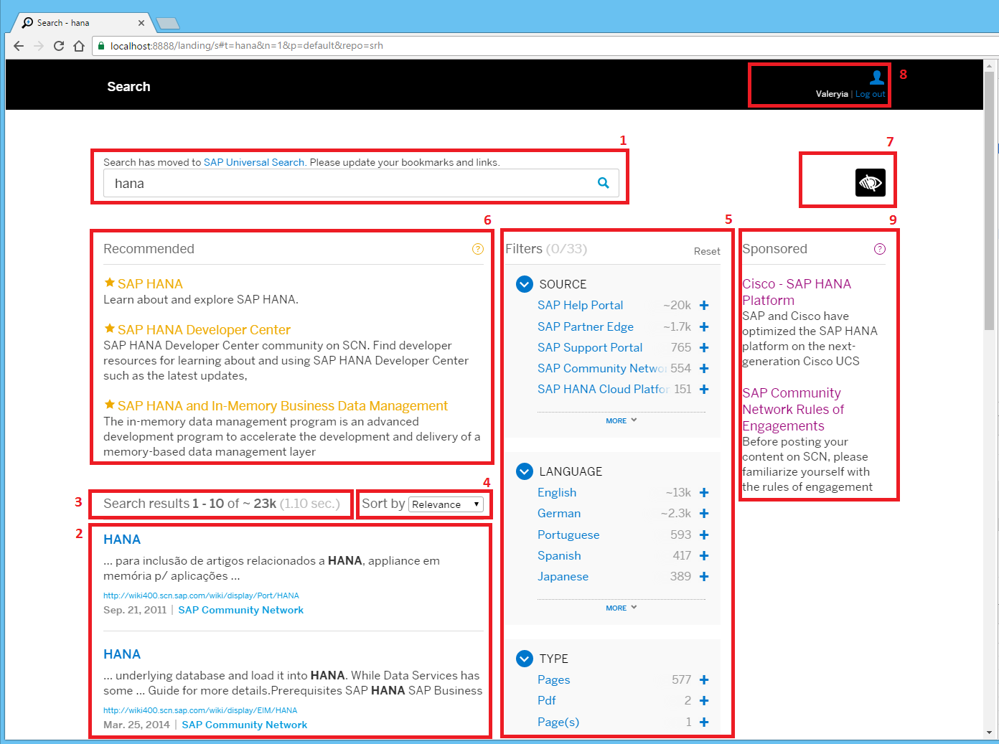 Search - hana
localhost:8888/landing/s#t=hana&n=1&p=default&repo=srh
Search
Valeryia | Log out
8
1
7
Search has moved to SAP Universal Search. Please update your bookmarks and links.
hana
6
5
9
Recommended
?
SAP HANA
Learn about and explore SAP HANA.
SAP HANA Developer Center
SAP HANA Developer Center community on SCN. Find developer
resources for learning about and using SAP HANA Developer Center
such as the latest updates,
SAP HANA and In-Memory Business Data Management
The in-memory data management program is an advanced
development program to accelerate the development and delivery of a
memory-based data management layer
Filters (0/33)
Reset
SOURCE
SAP Help Portal ~20k +
SAP Partner Edge ~1.7k +
SAP Support Portal 765 +
SAP Community Netwo 554 +
SAP HANA Cloud Platfor 151 +
MORE
LANGUAGE
English ~13k +
German ~2.3k +
Portuguese 593 +
Spanish 417 +
Japanese 389 +
MORE
TYPE
Pages 577 +
Pdf 2 +
Page(s) 1 +
Sponsored
?
Cisco - SAP HANA
Platform
SAP and Cisco have
optimized the SAP HANA
platform on the next-
generation Cisco UCS
SAP Community
Network Rules of
Engagements
Before posting your
content on SCN, please
familiarize yourself with
the rules of engagement
3
Search results 1 - 10 of ~ 23k (1.10 sec.)
4
Sort by Relevance
2
HANA
... para inclusão de artigos relacionados a HANA, appliance em
memória p/ aplicações ...
http://wiki400.scn.sap.com/wiki/display/Port/HANA
Sep. 21, 2011 | SAP Community Network
HANA
... underlying database and load it into HANA. While Data Services has
some ... Guide for more details.Prerequisites SAP HANA SAP Business
http://wiki400.scn.sap.com/wiki/display/EIM/HANA
Mar. 25, 2014 | SAP Community Network